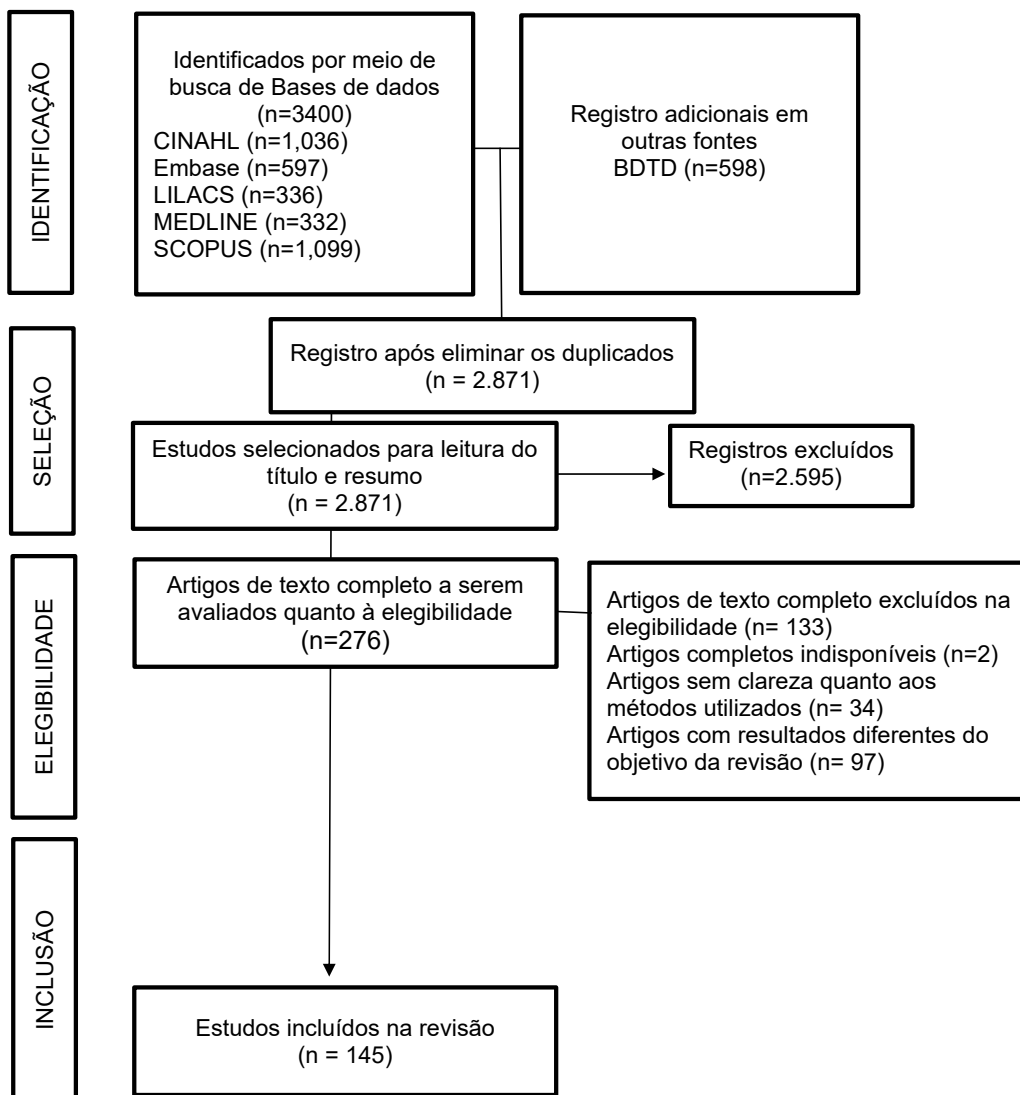 IDENTIFICAÇÃO
Identificados por meio de
busca de Bases de dados
(n=3400)
CINAHL (n=1,036)
Embase (n=597)
LILACS (n=336)
MEDLINE (n=332)
SCOPUS (n=1,099)
Registro adicionais em
outras fontes
BDTD (n=598)
SELEÇÃO
Registro após eliminar os duplicados
(n = 2.871)
Estudos selecionados para leitura do
título e resumo
(n = 2.871)
Registros excluídos
(n=2.595)
ELEGIBILIDADE
Artigos de texto completo a serem
avaliados quanto à elegibilidade
(n=276)
Artigos de texto completo excluídos na
elegibilidade (n= 133)
Artigos completos indisponíveis (n=2)
Artigos sem clareza quanto aos
métodos utilizados (n= 34)
Artigos com resultados diferentes do
objetivo da revisão (n= 97)
INCLUSÃO
Estudos incluídos na revisão
(n = 145)